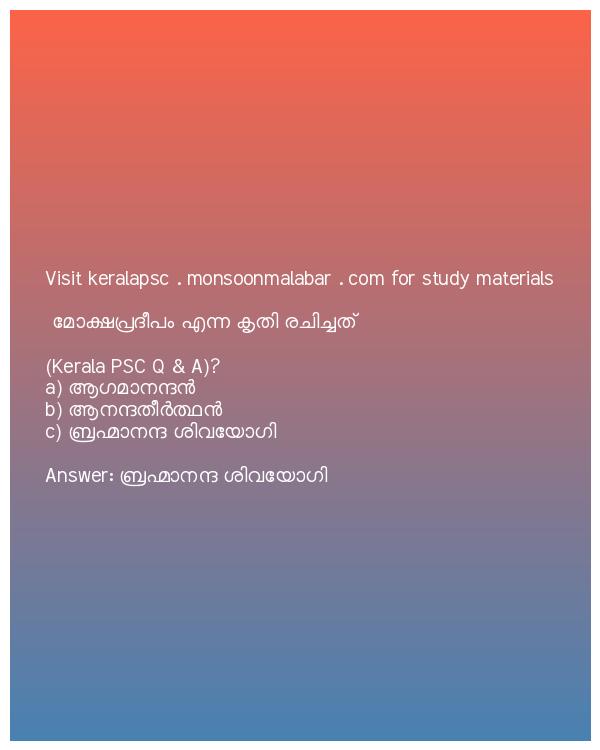 Visit keralapsc . monsoonmalabar . com for study materials
മോക്ഷപ്രദീപം എന്ന കൃതി രചിച്ചത്
(Kerala PSC Q & A)?
a) ആഗമാനന്ദൻ
b) ആനന്ദതീർത്ഥൻ
c) ബ്രഹ്മാനന്ദ ശിവയോഗി
Answer: ബ്രഹ്മാനന്ദ ശിവയോഗി